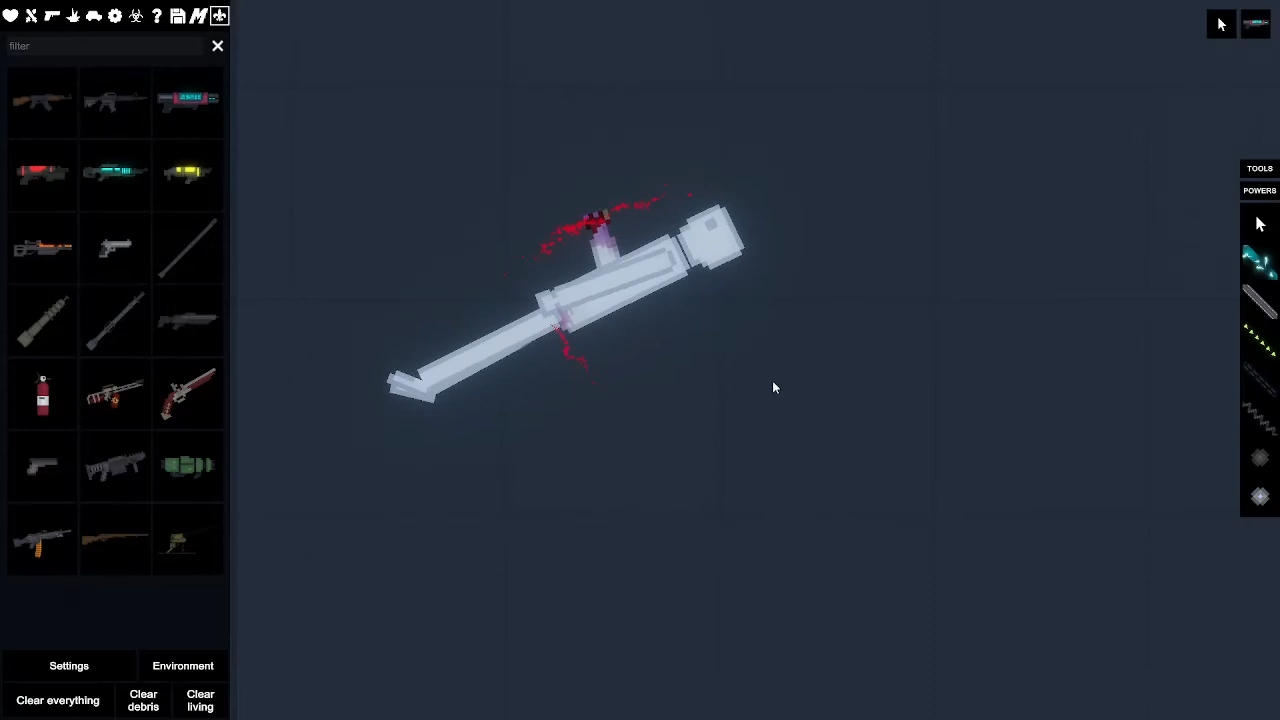 filter
TOOLS
POWERS
Settings
Environment
Clear everything
Clear
debris
Clear
living